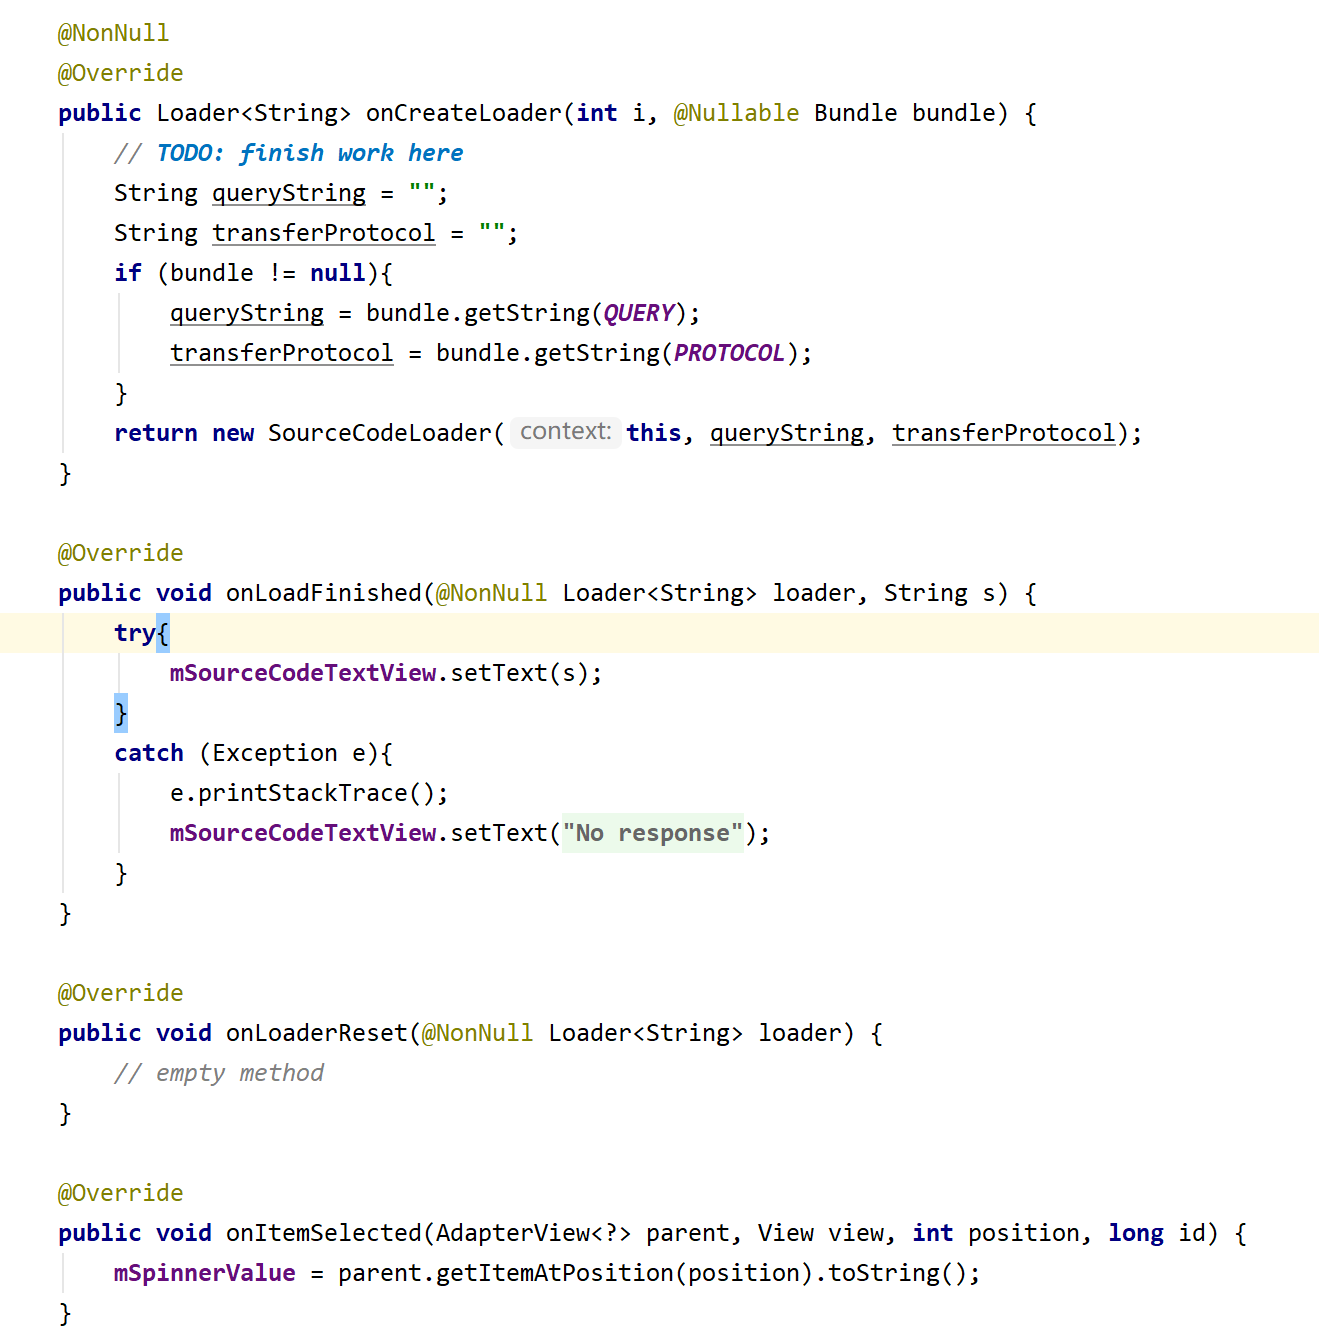 @NonNull
@Override
public Loader<String> onCreateLoader(int i, @Nullable Bundle bundle) {
// TODO: finish work here
String queryString = "";
String transferProtocol = "";
if (bundle != null){
queryString = bundle.getString(QUERY);
transferProtocol = bundle.getString(PROTOCOL);
}
return new SourceCodeLoader( context: this, queryString, transferProtocol);
}
@Override
public void onLoadFinished(@NonNull Loader<String> loader, String s) {
try{
mSourceCodeTextView.setText(s);
}
catch (Exception e){
e.printStackTrace();
mSourceCodeTextView.setText("No response");
}
}
@Override
public void onLoaderReset(@NonNull Loader<String> loader) {
// empty method
}
@Override
public void onItemSelected(AdapterView<?> parent, View view, int position, long id) {
mSpinnerValue = parent.getItemAtPosition(position).toString();
}